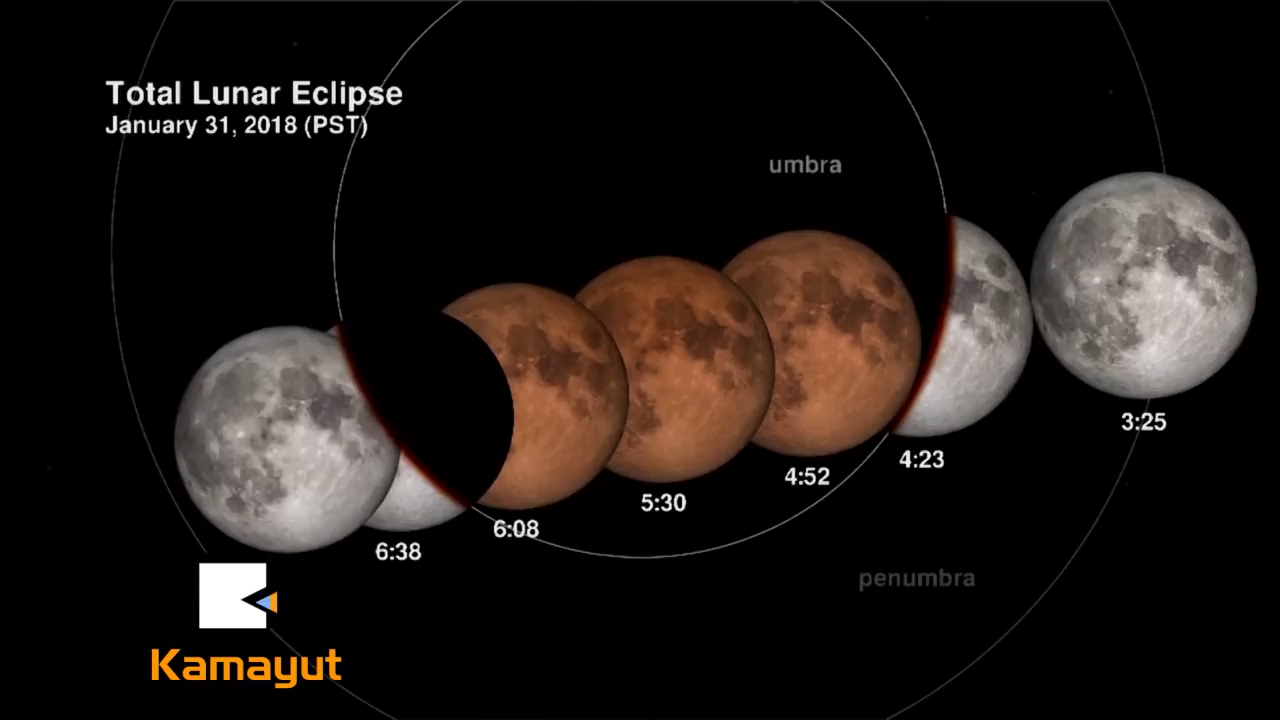 Total Lunar Eclipse
January 31, 2018 (PST)
umbra
3:25
4:23
4:52
5:30
6:08
6:38
penumbra
Kamayut